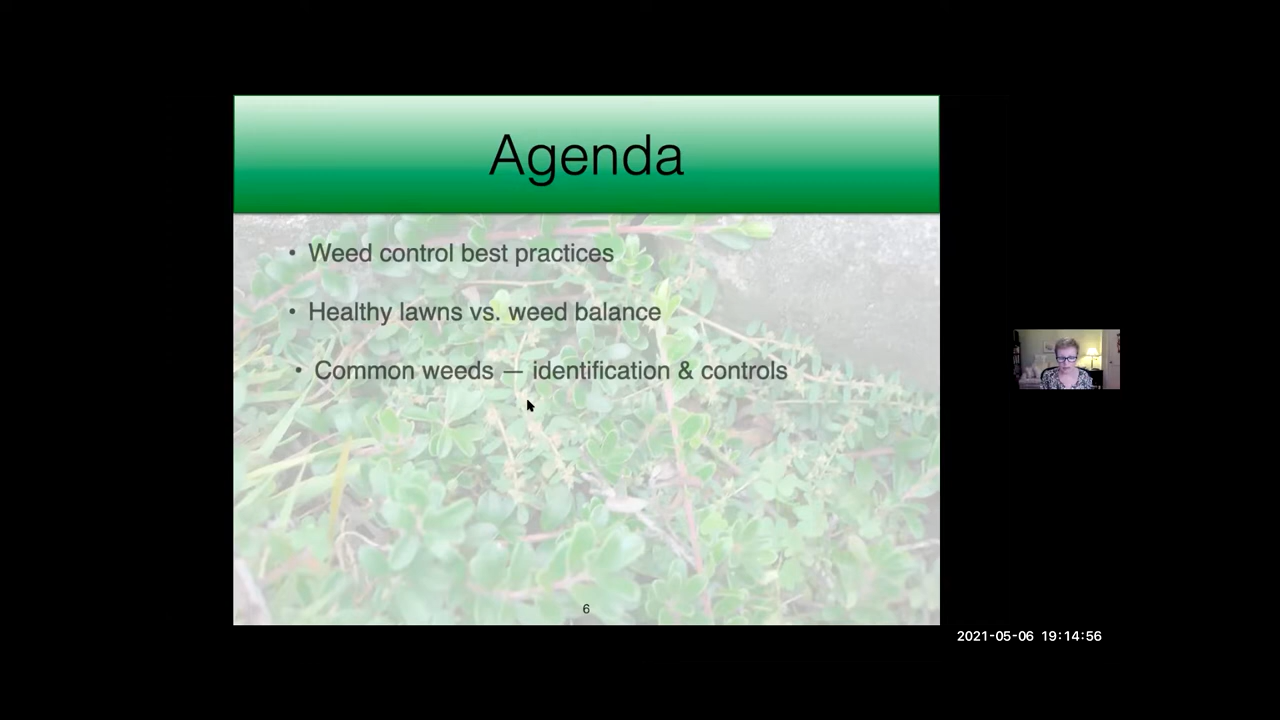 Agenda
• Weed control best practices
• Healthy lawns vs. weed balance
• Common weeds — identification & controls
6
2021-05-06 19:14:56